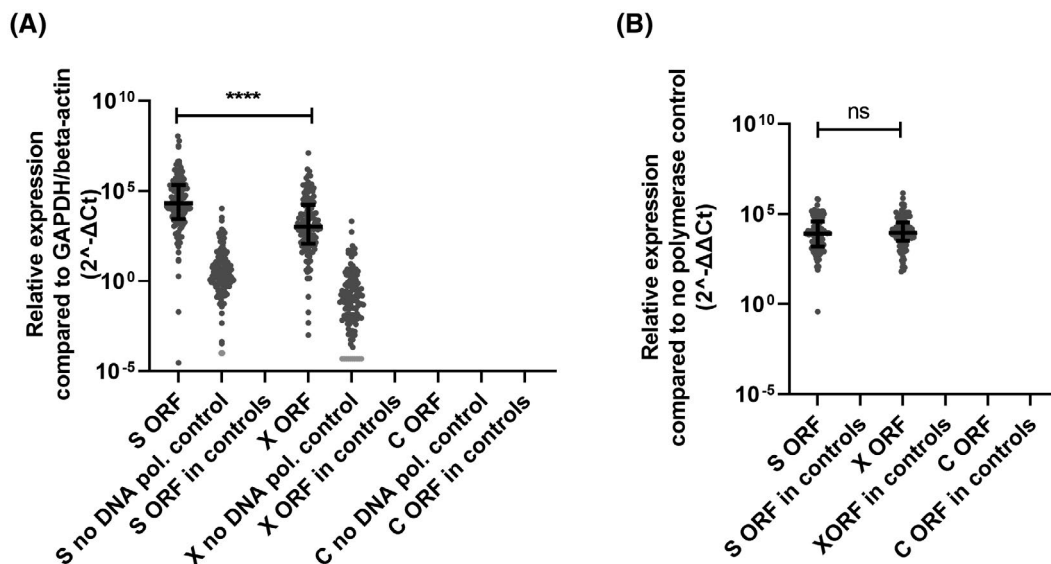 (A)
Relative expression
compared to GAPDH/beta-actin
(2^-ΔCt)
10^10
10^5
10^0
10^-5
****
S ORF
S no DNA pol. control
S ORF in controls
X ORF
X no DNA pol. control
X ORF in controls
C ORF
C no DNA pol. control
C ORF in controls
(B)
Relative expression
compared to no polymerase control
(2^-ΔΔCt)
10^10
10^5
10^0
10^-5
ns
S ORF
S ORF in controls
X ORF
XORF in controls
C ORF
C ORF in controls